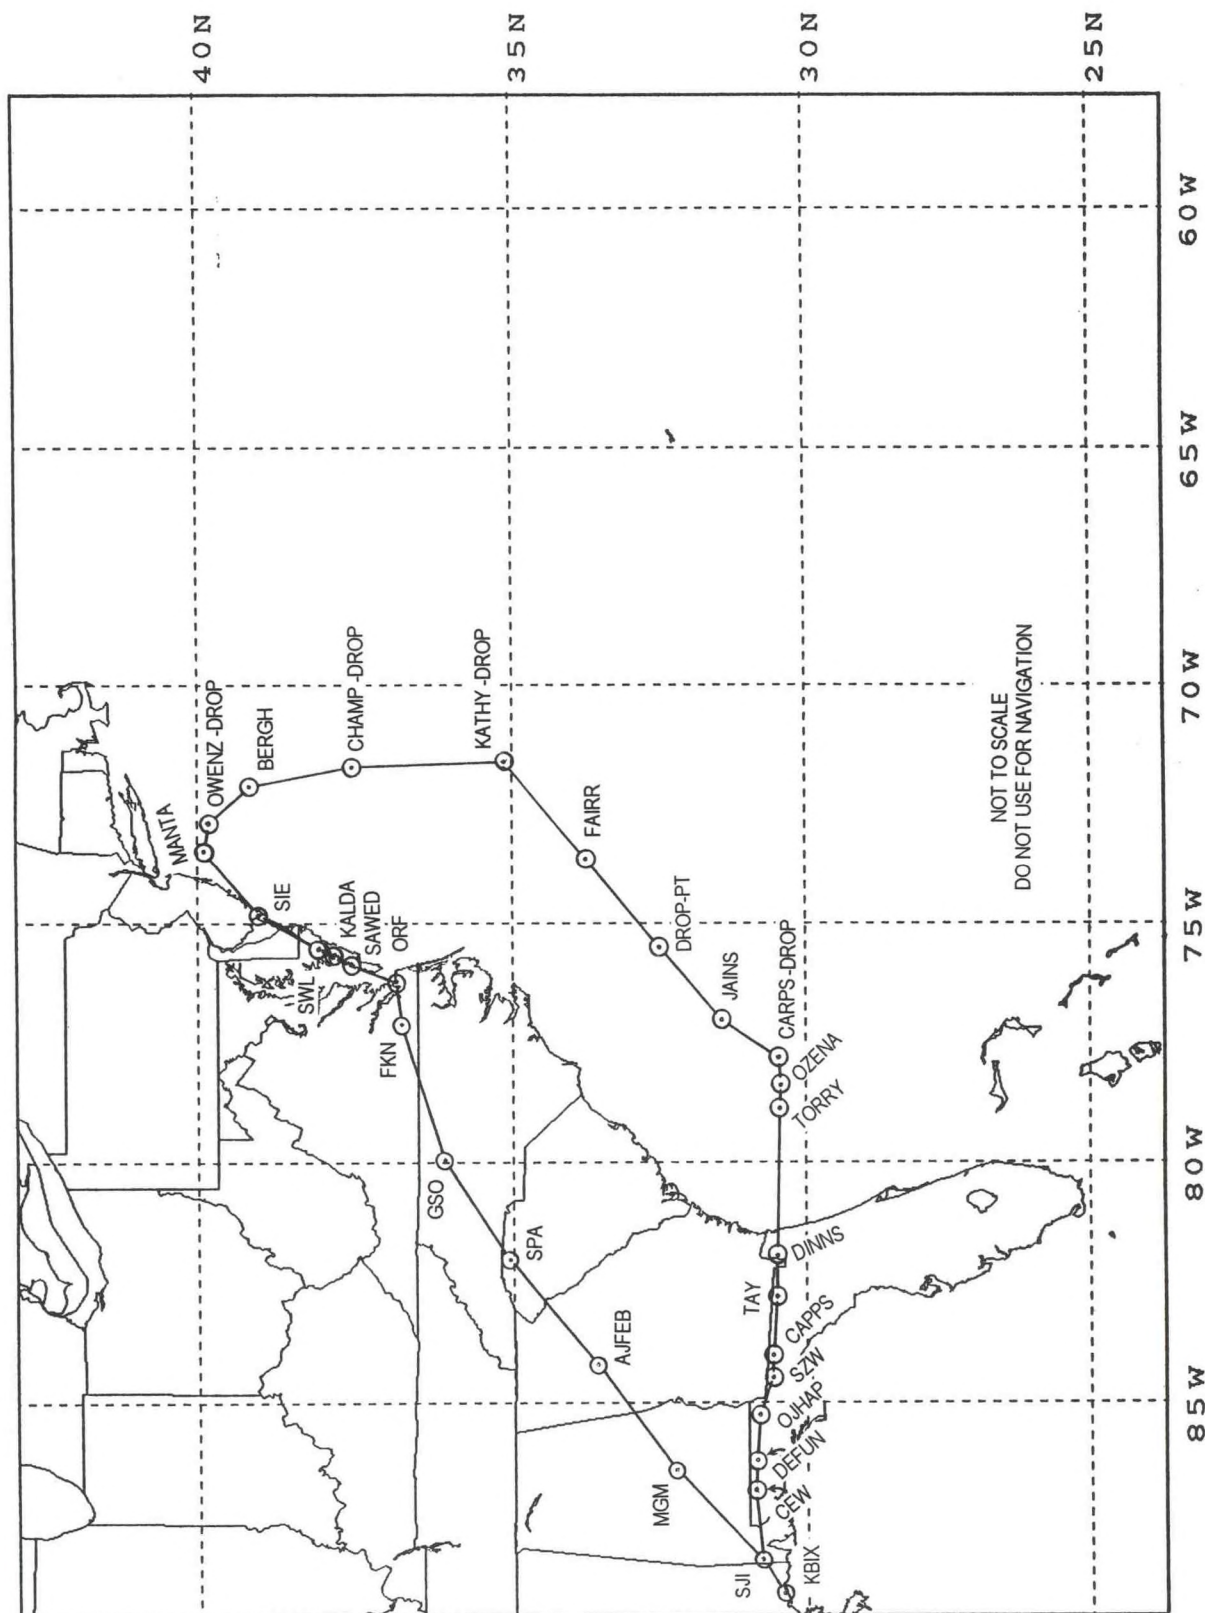 40N
35N
30N
25N
60W
65W
70W
75W
80W
85W
MANTA
OWENZ-DROP
BERGH
CHAMP-DROP
KATHY-DROP
FAIRR
DROP-PT
JAINS
CARPS-DROP
OZENA
TORRY
DINNS
TAY
CAPPS
SZW
OJHAP
DEFUN
CEW
KBIX
SJI
MGM
AJFEB
SPA
GSO
FKN
ORF
SAWED
KALDA
SWL
SIE
NOT TO SCALE
DO NOT USE FOR NAVIGATION